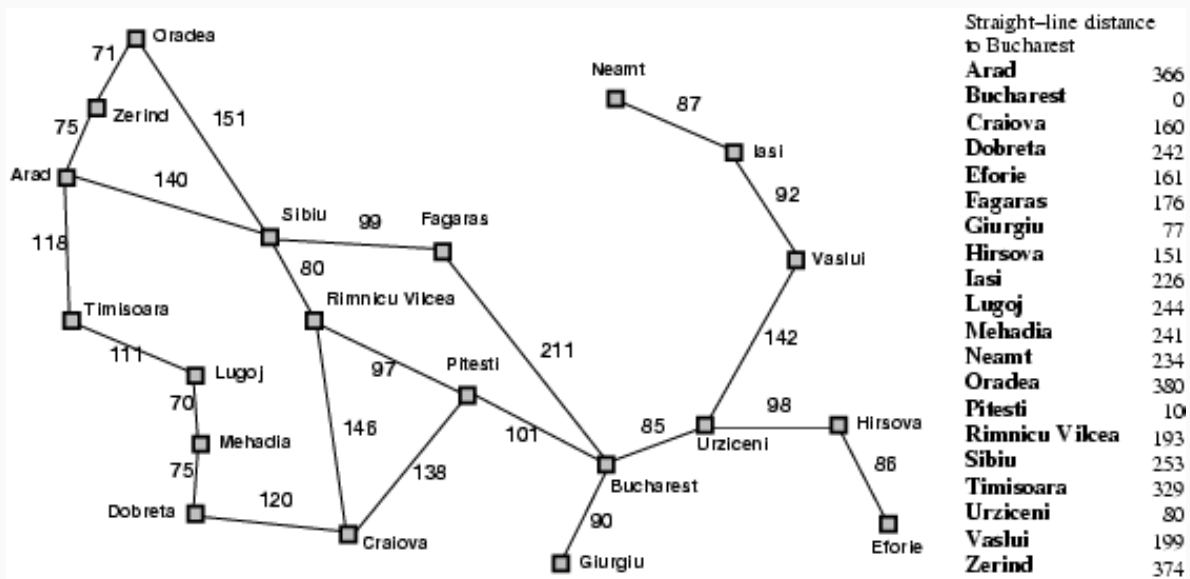 Oradea
71
Neamt
87
Zerind
151
75
Iasi
Arad
140
92
Sibiu
99
Fagaras
118
80
Vaslui
Rimnicu Vilcea
Timisoara
142
111
211
Pitesti
Lugoj
97
70
98
Hirsova
85
146
101
Urziceni
Mehadia
138
86
75
Bucharest
120
90
Dobreta
Craiova
Eforie
Giurgiu
Straight–line distance
to Bucharest
Arad 366
Bucharest 0
Craiova 160
Dobreta 242
Eforie 161
Fagaras 176
Giurgiu 77
Hirsova 151
Iasi 226
Lugoj 244
Mehadia 241
Neamt 234
Oradea 380
Pitesti 10
Rimnicu Vilcea 193
Sibiu 253
Timisoara 329
Urziceni 80
Vaslui 199
Zerind 374